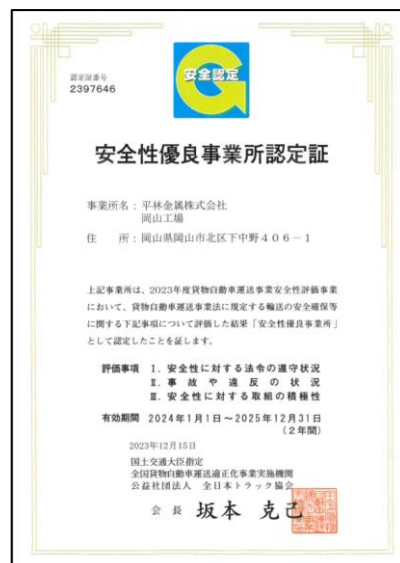 安全認定
認定証番号
2397646
安全性優良事業所認定証
事業所名：平林金属株式会社
岡山工場
住　所：岡山県岡山市北区下中野４０６－１
上記事業所は、2023年度貨物自動車運送事業安全性評価事業
において、貨物自動車運送事業法に規定する輸送の安全確保等
に関する下記事項について評価した結果「安全性優良事業所」
として認定したことを証します。
評価事項　Ⅰ．安全性に対する法令の遵守状況
Ⅱ．事故や違反の状況
Ⅲ．安全性に対する取組の積極性
有効期間　2024年1月1日～2025年12月31日
（２年間）
2023年12月15日
国土交通大臣指定
全国貨物自動車運送適正化事業実施機関
公益社団法人　全日本トラック協会
会長　坂本　克己